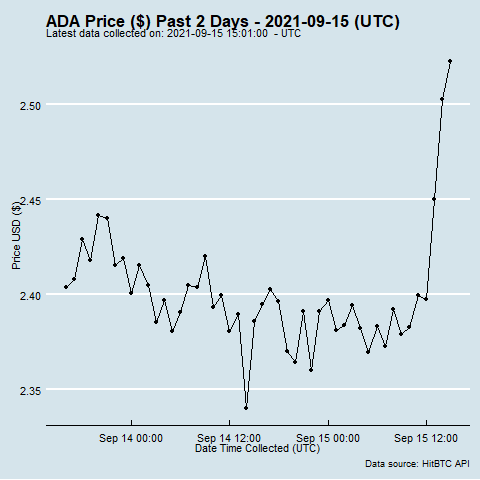 ADA Price ($) Past 2 Days - 2021-09-15 (UTC)
Latest data collected on: 2021-09-15 15:01:00 - UTC
Price USD ($)
2.50
2.45
2.40
2.35
Sep 14 00:00 Sep 14 12:00 Sep 15 00:00 Sep 15 12:00
Date Time Collected (UTC)
Data source: HitBTC API